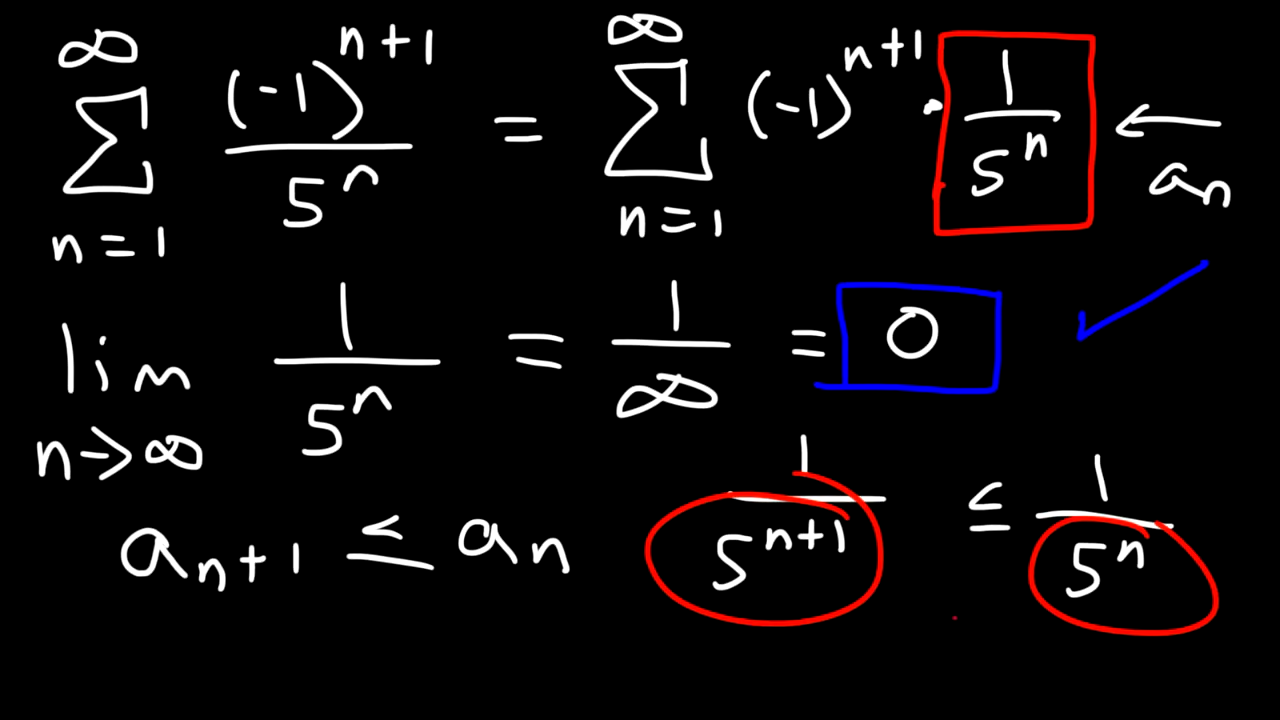 ∞ ∑ n=1 (-1)^(n+1) / 5^n = ∞ ∑ n=1 (-1)^(n+1) · 1/5^n ← a_n
lim n→∞ 1/5^n = 1/∞ = 0 ✓
a_(n+1) ≤ a_n 1/5^(n+1) ≤ 1/5^n